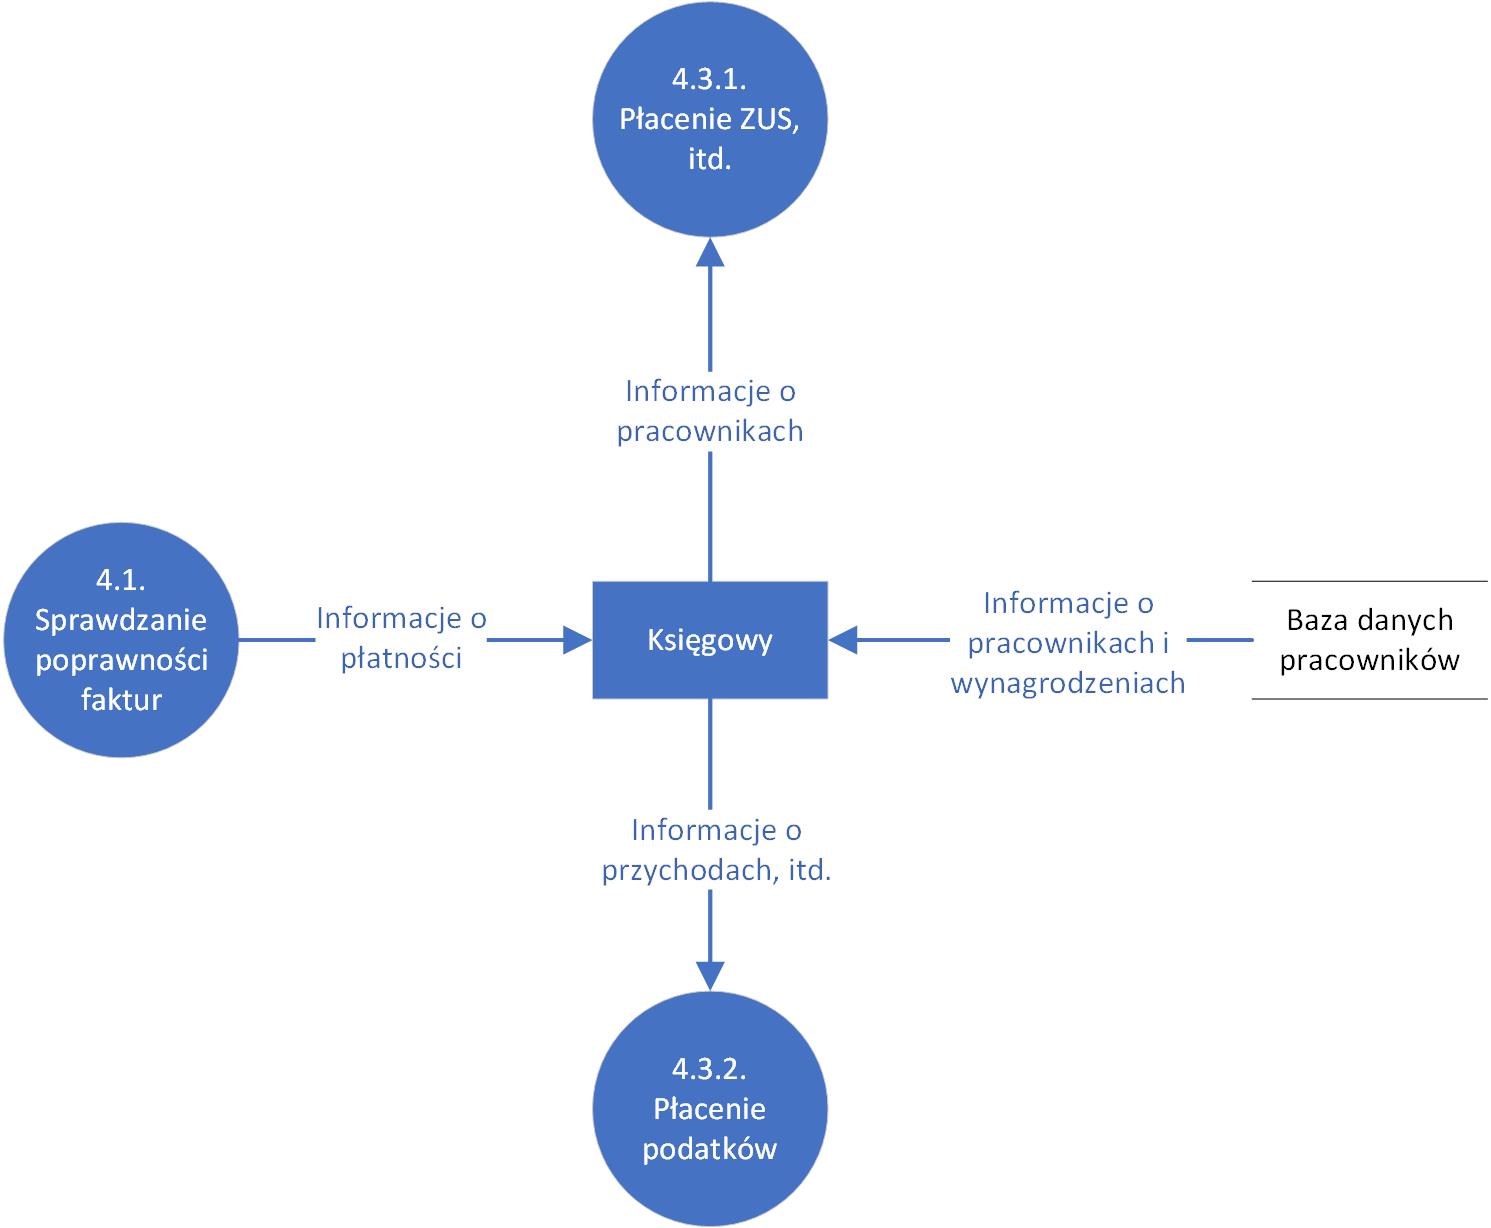 4.3.1.
Płacenie ZUS,
itd.
Informacje o
pracownikach
4.1.
Sprawdzanie
poprawności
faktur
Informacje o
płatności
Księgowy
Informacje o
pracownikach i
wynagrodzeniach
Baza danych
pracowników
Informacje o
przychodach, itd.
4.3.2.
Płacenie
podatków